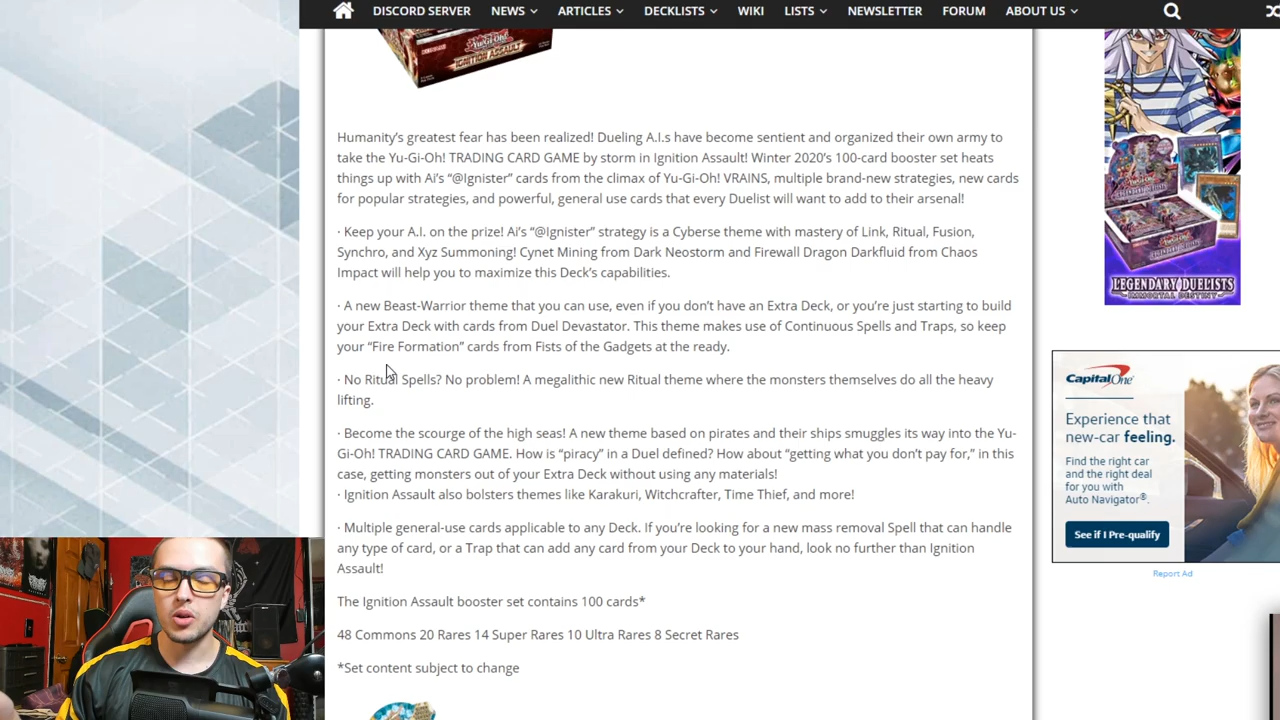 DISCORD SERVER NEWS ARTICLES DECKLISTS WIKI LISTS NEWSLETTER FORUM ABOUT US
Yu-Gi-Oh!
IGNITION ASSAULT
Humanity’s greatest fear has been realized! Dueling A.I.s have become sentient and organized their own army to
take the Yu-Gi-Oh! TRADING CARD GAME by storm in Ignition Assault! Winter 2020’s 100-card booster set heats
things up with Ai’s “@Ignister” cards from the climax of Yu-Gi-Oh! VRAINS, multiple brand-new strategies, new cards
for popular strategies, and powerful, general use cards that every Duelist will want to add to their arsenal!
· Keep your A.I. on the prize! Ai’s “@Ignister” strategy is a Cyberse theme with mastery of Link, Ritual, Fusion,
Synchro, and Xyz Summoning! Cynet Mining from Dark Neostorm and Firewall Dragon Darkfluid from Chaos
Impact will help you to maximize this Deck’s capabilities.
· A new Beast-Warrior theme that you can use, even if you don’t have an Extra Deck, or you’re just starting to build
your Extra Deck with cards from Duel Devastator. This theme makes use of Continuous Spells and Traps, so keep
your “Fire Formation” cards from Fists of the Gadgets at the ready.
· No Ritual Spells? No problem! A megalithic new Ritual theme where the monsters themselves do all the heavy
lifting.
· Become the scourge of the high seas! A new theme based on pirates and their ships smuggles its way into the Yu-
Gi-Oh! TRADING CARD GAME. How is “piracy” in a Duel defined? How about “getting what you don’t pay for,” in this
case, getting monsters out of your Extra Deck without using any materials!
· Ignition Assault also bolsters themes like Karakuri, Witchcrafter, Time Thief, and more!
· Multiple general-use cards applicable to any Deck. If you’re looking for a new mass removal Spell that can handle
any type of card, or a Trap that can add any card from your Deck to your hand, look no further than Ignition
Assault!
The Ignition Assault booster set contains 100 cards*
48 Commons 20 Rares 14 Super Rares 10 Ultra Rares 8 Secret Rares
*Set content subject to change
LEGENDARY DUELISTS
IMMORTAL DESTINY
Capital One
Experience that
new-car feeling.
Find the right car
and the right deal
for you with
Auto Navigator®.
See if I Pre-qualify
Report Ad